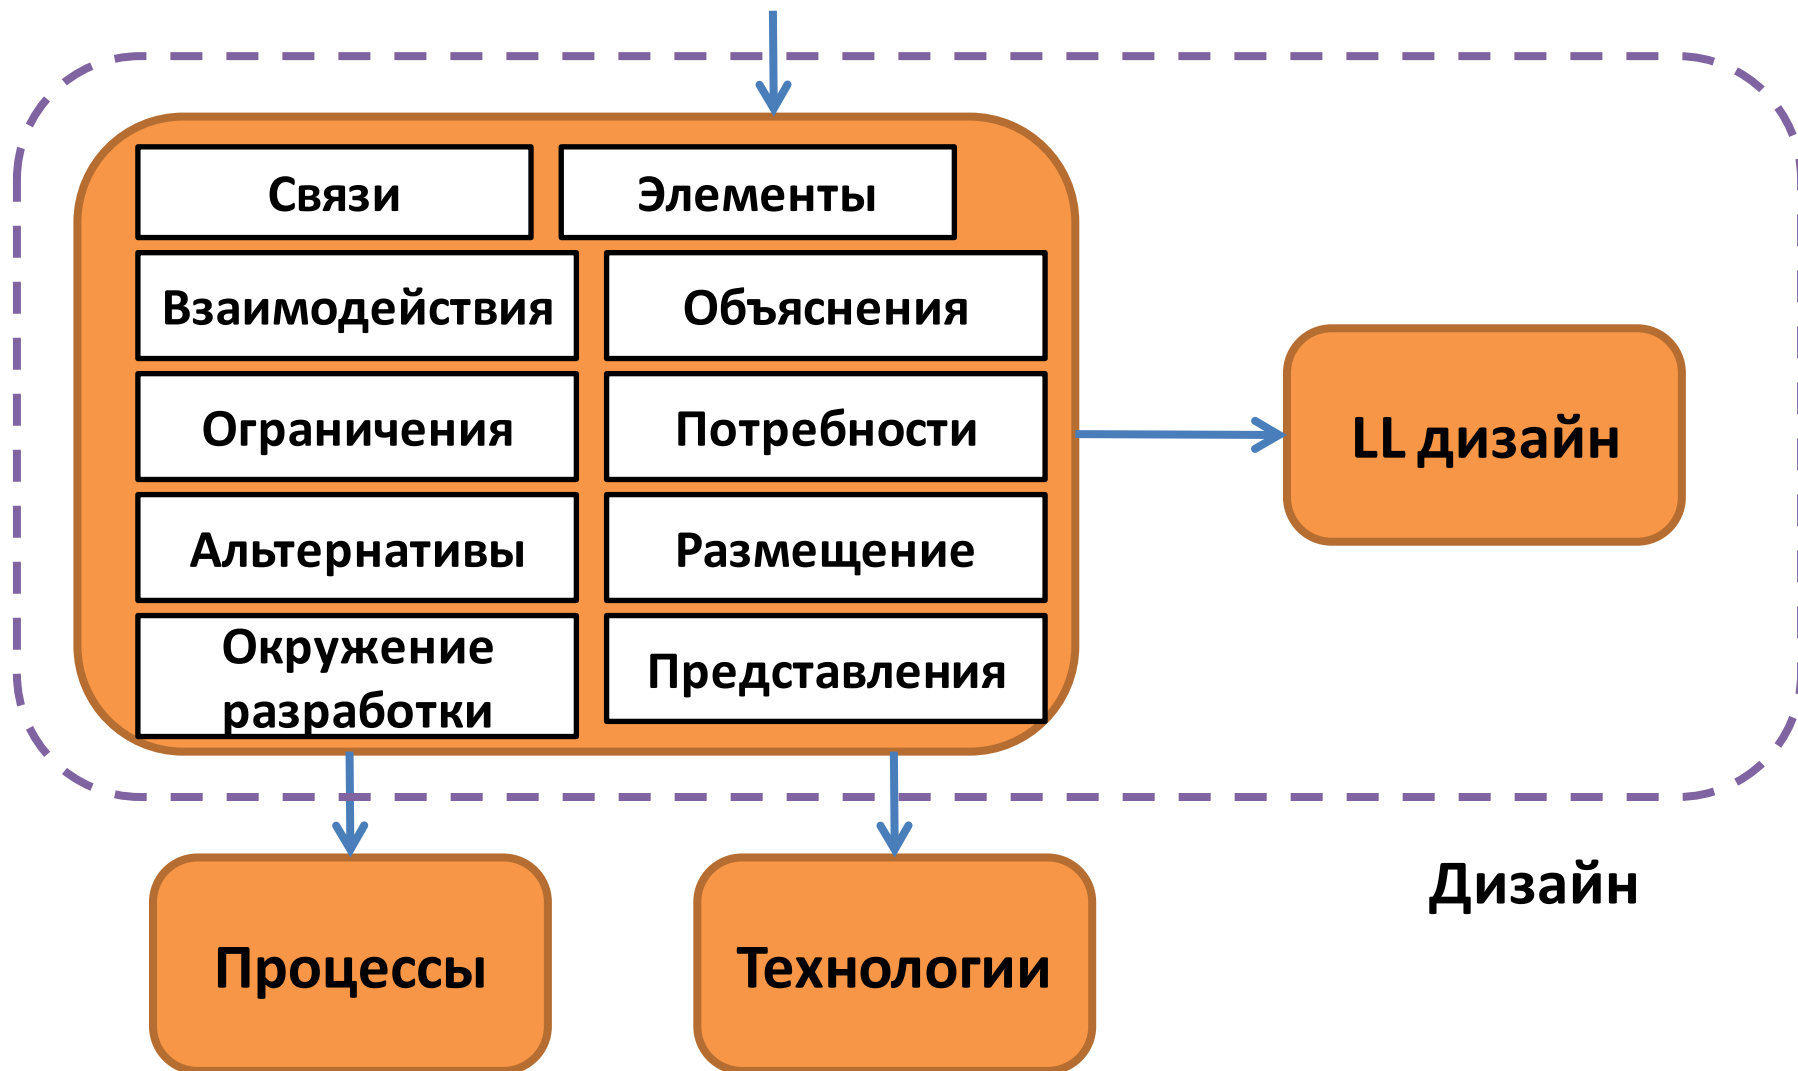 Связи
Элементы
Взаимодействия
Объяснения
Ограничения
Потребности
LL дизайн
Альтернативы
Размещение
Окружение
разработки
Представления
Дизайн
Процессы
Технологии